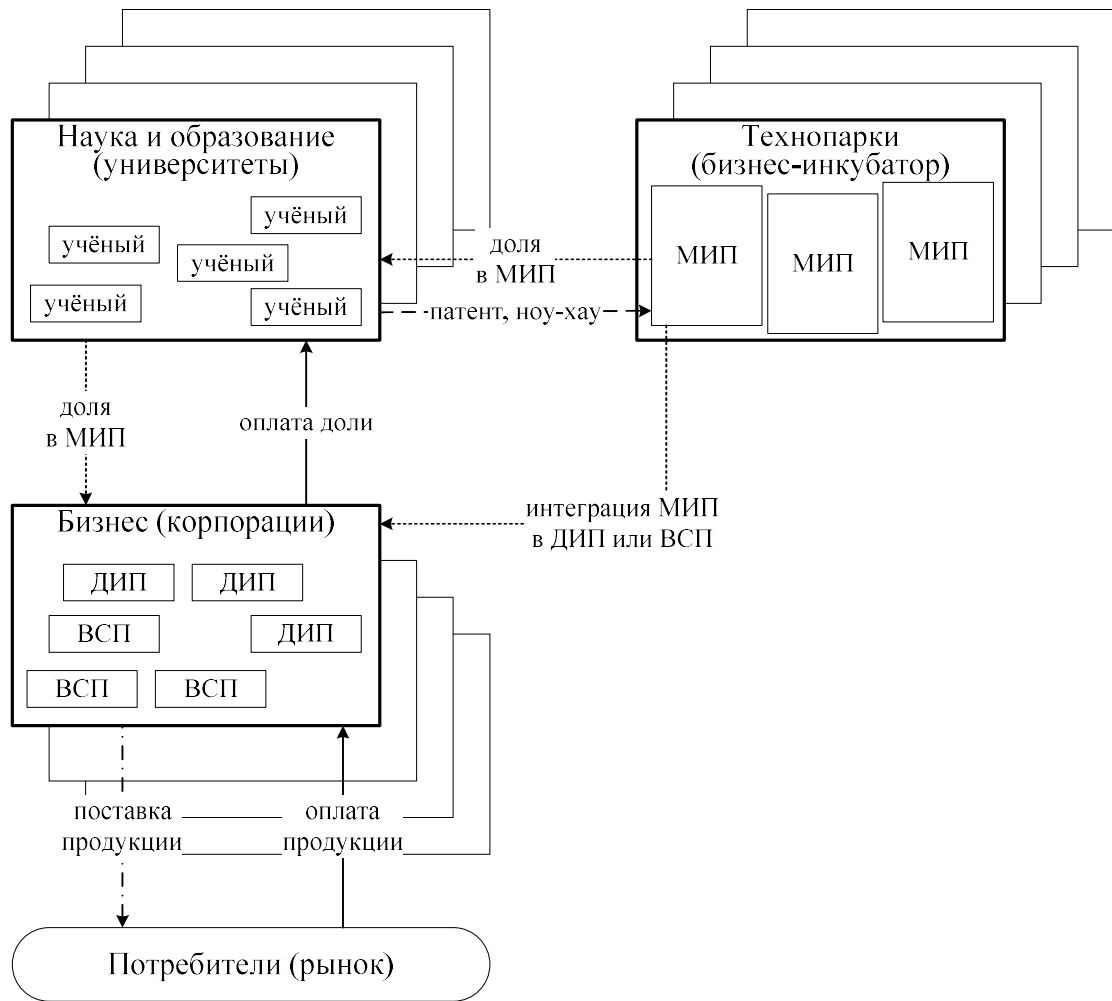 Наука и образование
(университеты)
учёный
учёный
учёный
учёный
учёный
Технопарки
(бизнес-инкубатор)
МИП
МИП
МИП
доля
в МИП
патент, ноу-хау
доля
в МИП
оплата доли
интеграция МИП
в ДИП или ВСП
Бизнес (корпорации)
ДИП
ДИП
ВСП
ДИП
ВСП
ВСП
поставка
продукции
оплата
продукции
Потребители (рынок)